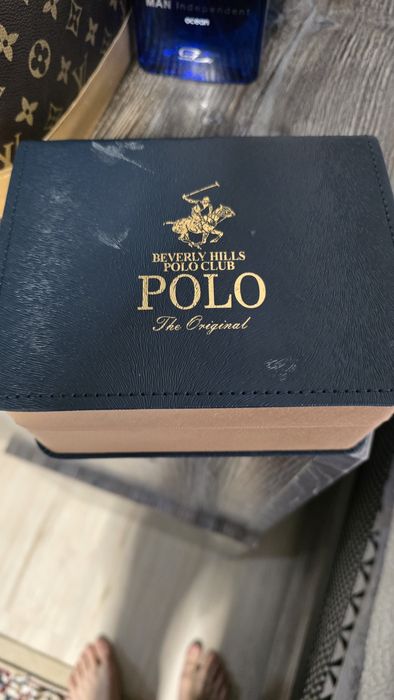 MAN Independent
ocean
BEVERLY HILLS
POLO CLUB
POLO
The Original